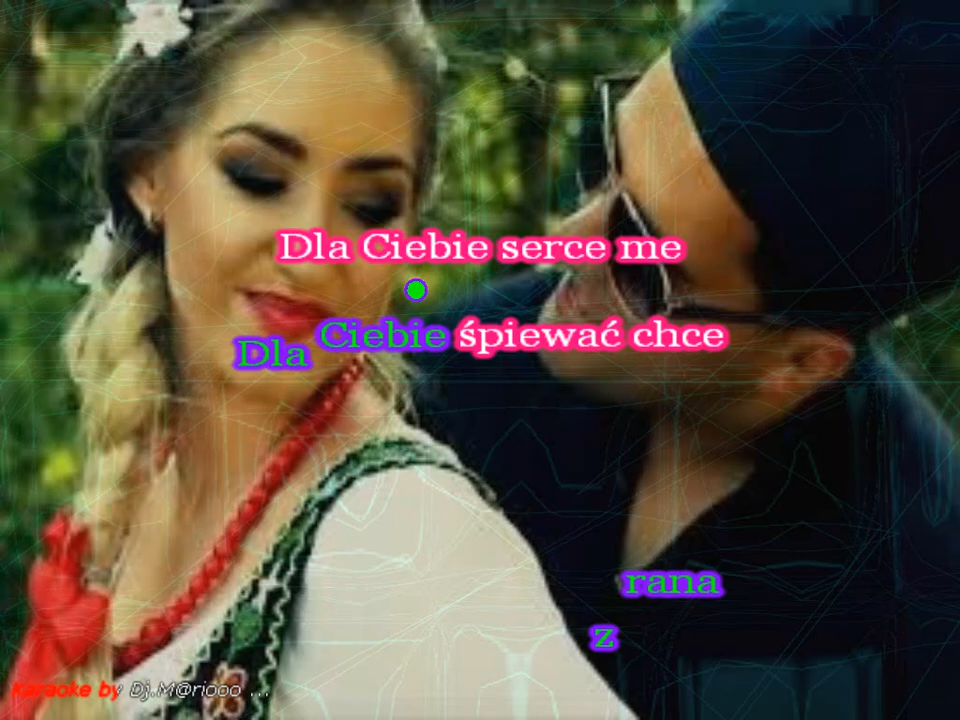 Dla Ciebie serce me
Dla Ciebie śpiewać chce
rana
z
Karaoke by Dj.M@riooo ...